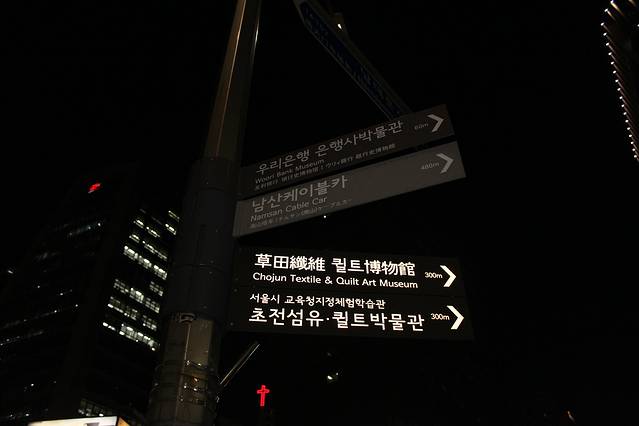 우리은행 은행사박물관
60m
Woori Bank Museum
남산케이블카
480m
Namsan Cable Car
草田纖維 퀼트博物館
300m
Chojun Textile & Quilt Art Museum
서울시 교육청지정체험학습관
초전섬유·퀼트박물관
300m